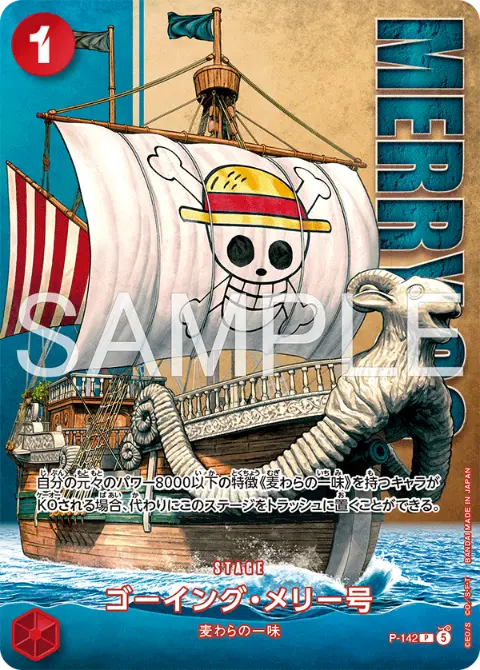 1
MERRY GO
SAMPLE
自分の元々のパワー8000以下の特徴《麦わらの一味》を持つキャラが
KOされる場合、代わりにこのステージをトラッシュに置くことができる。
STAGE
ゴーイング・メリー号
麦わらの一味
P-142 P 5
BANDAI MADE IN JAPAN